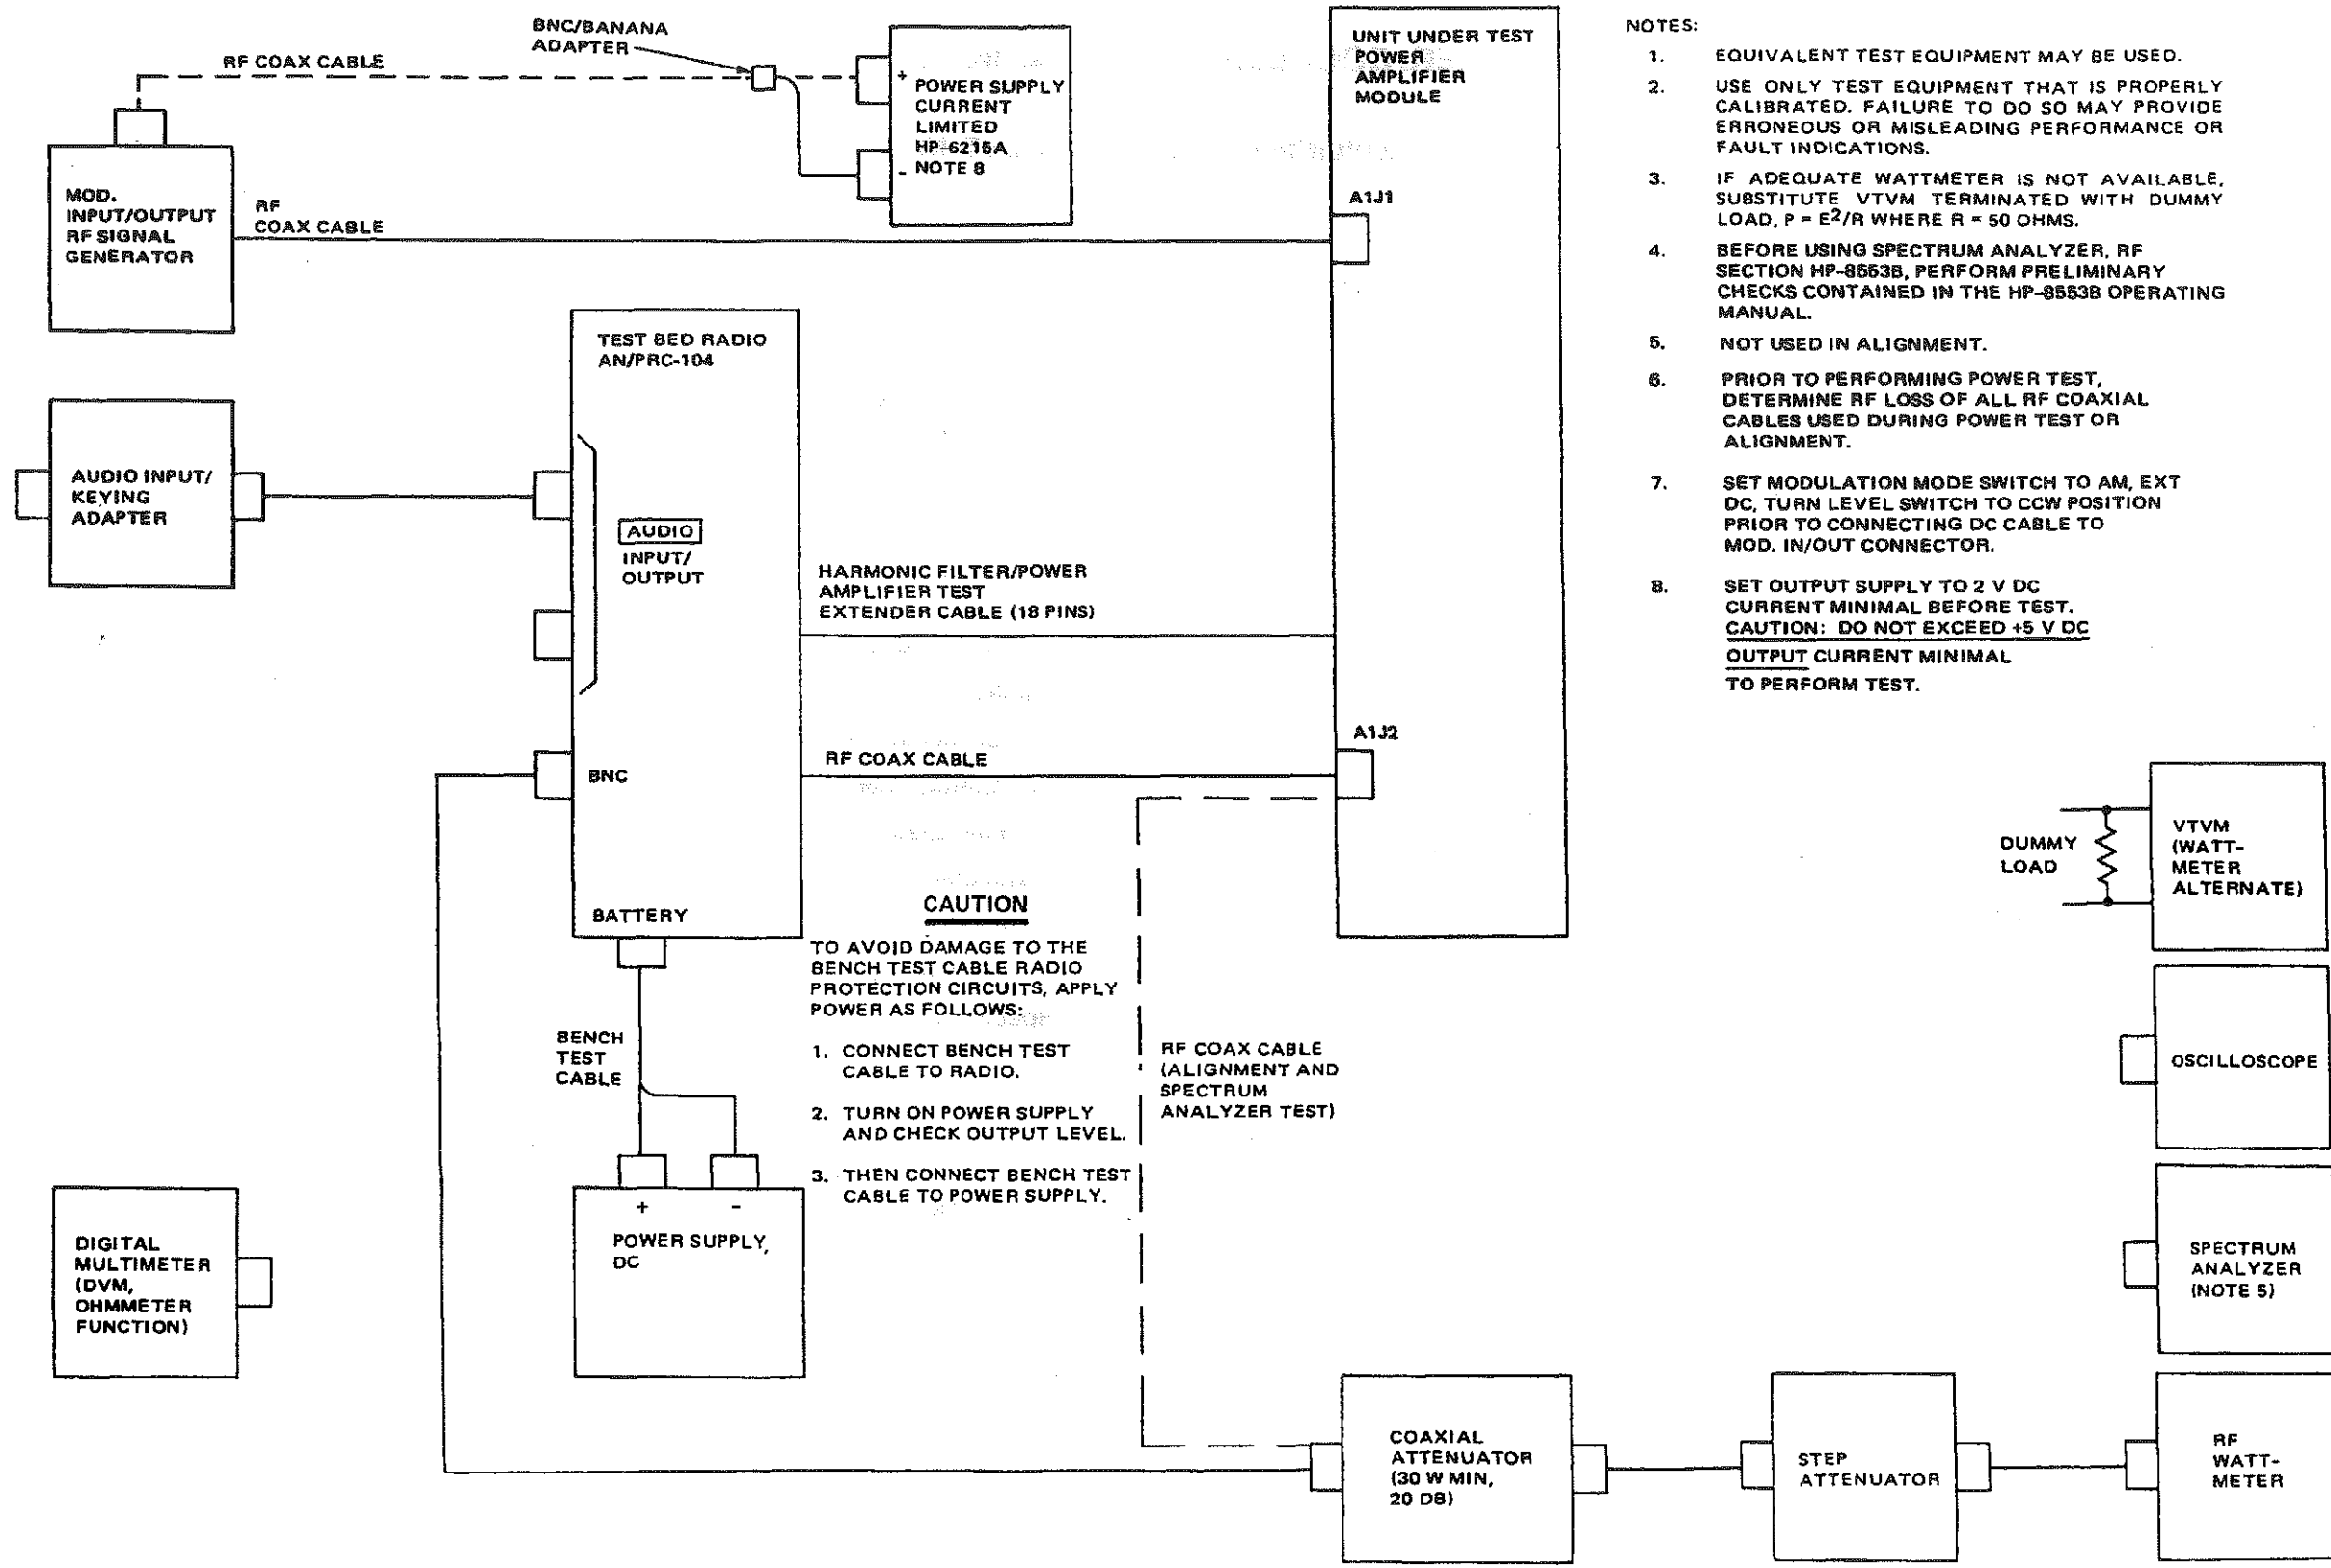 BNC/BANANA
ADAPTER
RF COAX CABLE
+
POWER SUPPLY
CURRENT
LIMITED
HP-6215A
- NOTE 8
UNIT UNDER TEST
POWER
AMPLIFIER
MODULE
A1J1
MOD.
INPUT/OUTPUT
RF SIGNAL
GENERATOR
RF
COAX CABLE
TEST BED RADIO
AN/PRC-104
AUDIO INPUT/
KEYING
ADAPTER
AUDIO
INPUT/
OUTPUT
HARMONIC FILTER/POWER
AMPLIFIER TEST
EXTENDER CABLE (18 PINS)
A1J2
RF COAX CABLE
BNC
BATTERY
CAUTION
TO AVOID DAMAGE TO THE
BENCH TEST CABLE RADIO
PROTECTION CIRCUITS, APPLY
POWER AS FOLLOWS:
1. CONNECT BENCH TEST
CABLE TO RADIO.
2. TURN ON POWER SUPPLY
AND CHECK OUTPUT LEVEL.
3. THEN CONNECT BENCH TEST
CABLE TO POWER SUPPLY.
BENCH
TEST
CABLE
RF COAX CABLE
(ALIGNMENT AND
SPECTRUM
ANALYZER TEST)
+ -
POWER SUPPLY,
DC
DIGITAL
MULTIMETER
(DVM,
OHMMETER
FUNCTION)
NOTES:
1. EQUIVALENT TEST EQUIPMENT MAY BE USED.
2. USE ONLY TEST EQUIPMENT THAT IS PROPERLY
CALIBRATED. FAILURE TO DO SO MAY PROVIDE
ERRONEOUS OR MISLEADING PERFORMANCE OR
FAULT INDICATIONS.
3. IF ADEQUATE WATTMETER IS NOT AVAILABLE,
SUBSTITUTE VTVM TERMINATED WITH DUMMY
LOAD, P = E²/R WHERE R = 50 OHMS.
4. BEFORE USING SPECTRUM ANALYZER, RF
SECTION HP-8553B, PERFORM PRELIMINARY
CHECKS CONTAINED IN THE HP-8553B OPERATING
MANUAL.
5. NOT USED IN ALIGNMENT.
6. PRIOR TO PERFORMING POWER TEST,
DETERMINE RF LOSS OF ALL RF COAXIAL
CABLES USED DURING POWER TEST OR
ALIGNMENT.
7. SET MODULATION MODE SWITCH TO AM, EXT
DC, TURN LEVEL SWITCH TO CCW POSITION
PRIOR TO CONNECTING DC CABLE TO
MOD. IN/OUT CONNECTOR.
8. SET OUTPUT SUPPLY TO 2 V DC
CURRENT MINIMAL BEFORE TEST.
CAUTION: DO NOT EXCEED +5 V DC
OUTPUT CURRENT MINIMAL
TO PERFORM TEST.
DUMMY
LOAD
VTVM
(WATT-
METER
ALTERNATE)
OSCILLOSCOPE
SPECTRUM
ANALYZER
(NOTE 5)
COAXIAL
ATTENUATOR
(30 W MIN,
20 DB)
STEP
ATTENUATOR
RF
WATT-
METER